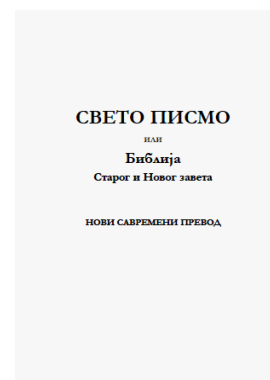 СВЕТО ПИСМО
или
Библија
Старог и Новог завета
НОВИ САВРЕМЕНИ ПРЕВОД